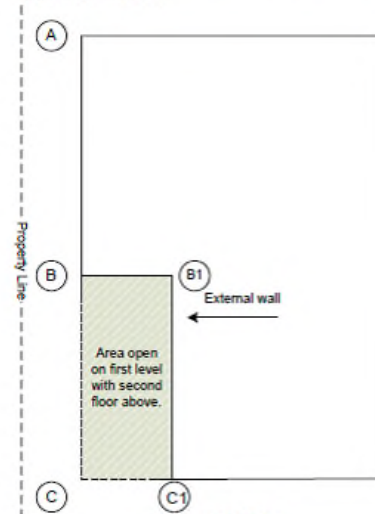 A
Property Line
B
B1
External wall
Area open
on first level
with second
floor above.
C
C1